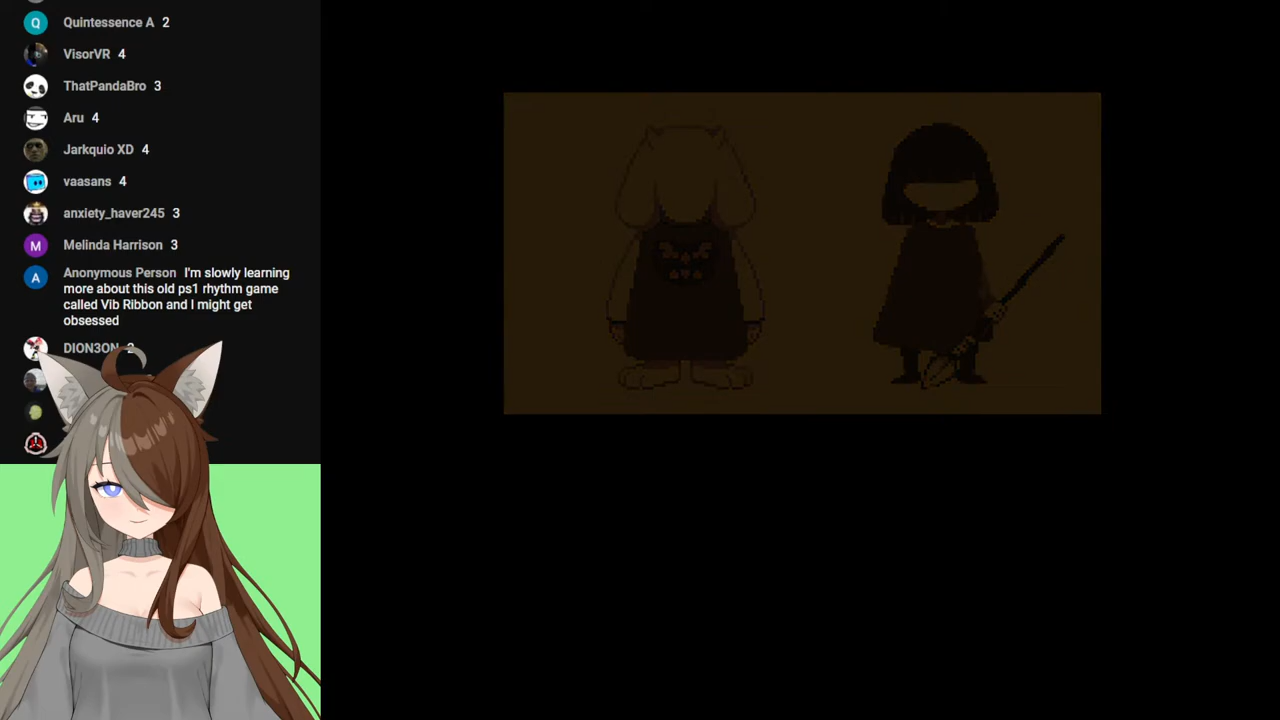 Quintessence A 2
VisorVR 4
ThatPandaBro 3
Aru 4
Jarkquio XD 4
vaasans 4
anxiety_haver245 3
Melinda Harrison 3
Anonymous Person I'm slowly learning
more about this old ps1 rhythm game
called Vib Ribbon and I might get
obsessed
DION3ON 2